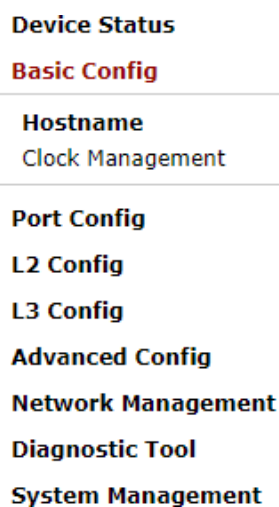 Device Status
Basic Config
Hostname
Clock Management
Port Config
L2 Config
L3 Config
Advanced Config
Network Management
Diagnostic Tool
System Management